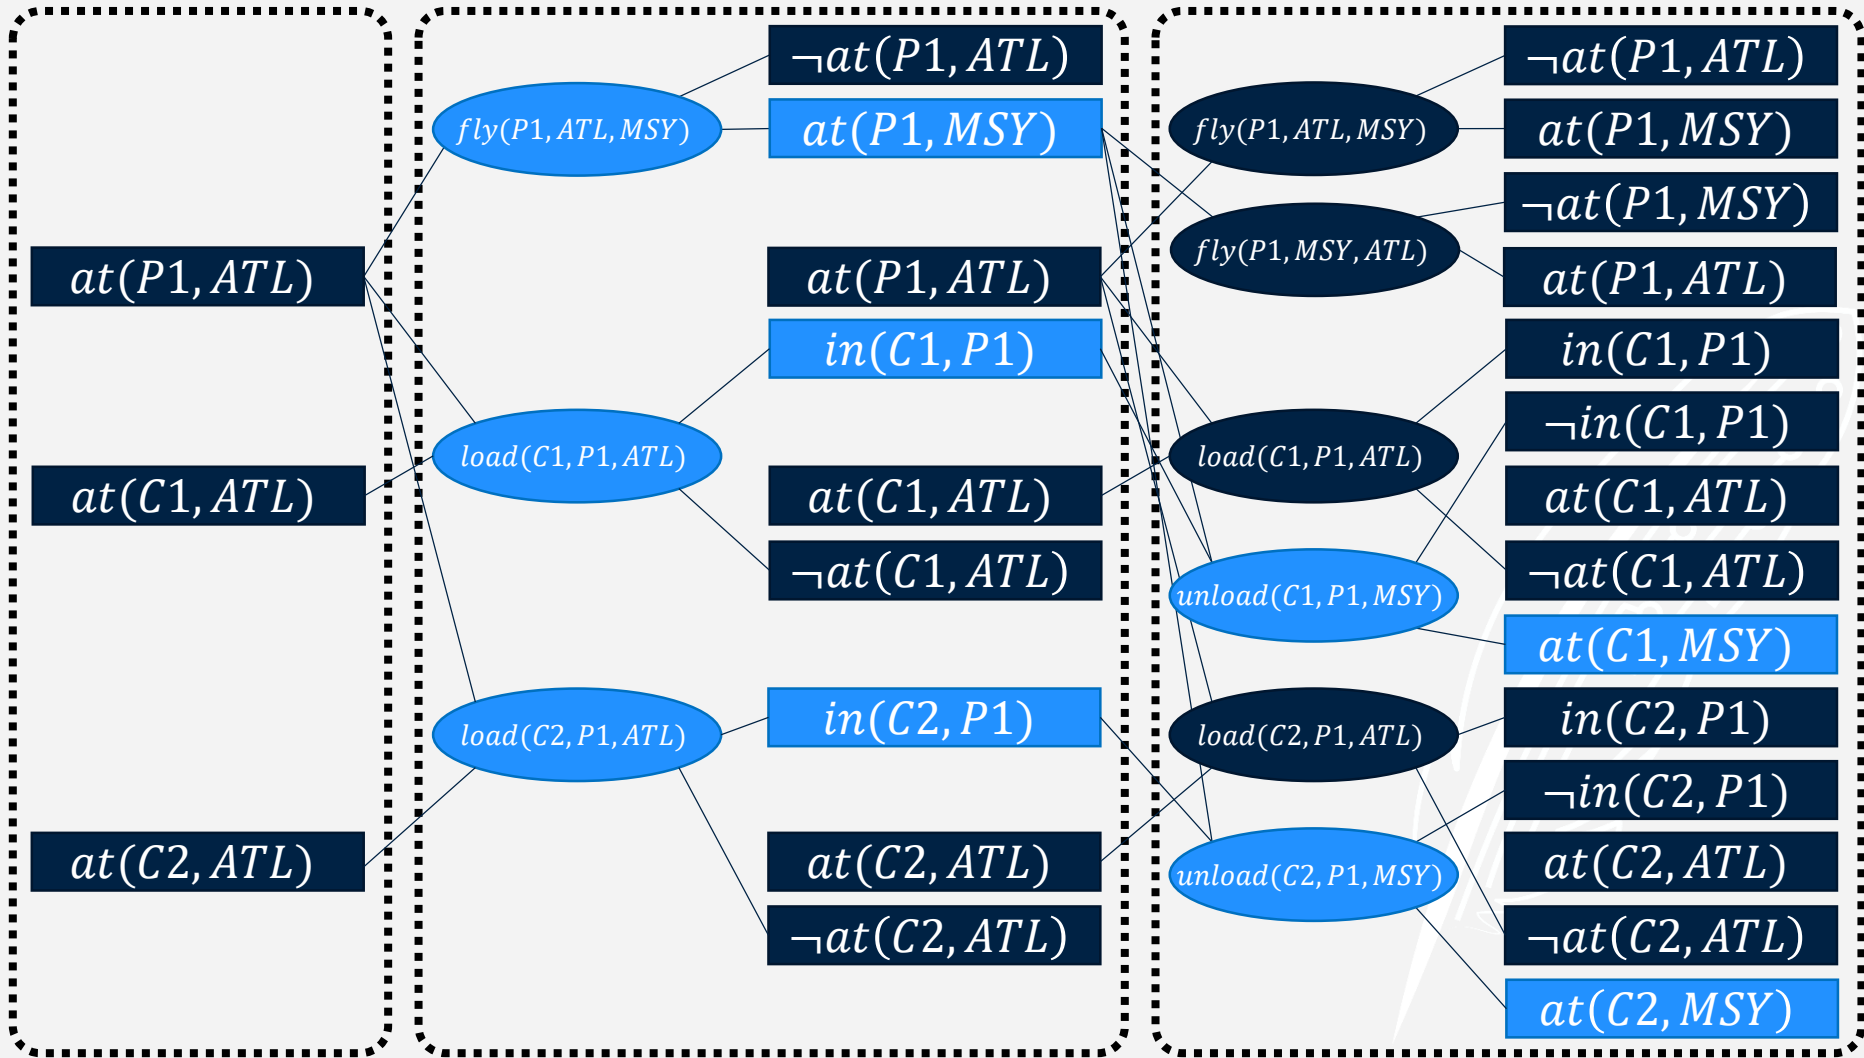 at(P1, ATL)
at(C1, ATL)
at(C2, ATL)
fly(P1, ATL, MSY)
load(C1, P1, ATL)
load(C2, P1, ATL)
¬at(P1, ATL)
at(P1, MSY)
at(P1, ATL)
in(C1, P1)
at(C1, ATL)
¬at(C1, ATL)
in(C2, P1)
at(C2, ATL)
¬at(C2, ATL)
fly(P1, ATL, MSY)
fly(P1, MSY, ATL)
load(C1, P1, ATL)
unload(C1, P1, MSY)
load(C2, P1, ATL)
unload(C2, P1, MSY)
¬at(P1, ATL)
at(P1, MSY)
¬at(P1, MSY)
at(P1, ATL)
in(C1, P1)
¬in(C1, P1)
at(C1, ATL)
¬at(C1, ATL)
at(C1, MSY)
in(C2, P1)
¬in(C2, P1)
at(C2, ATL)
¬at(C2, ATL)
at(C2, MSY)